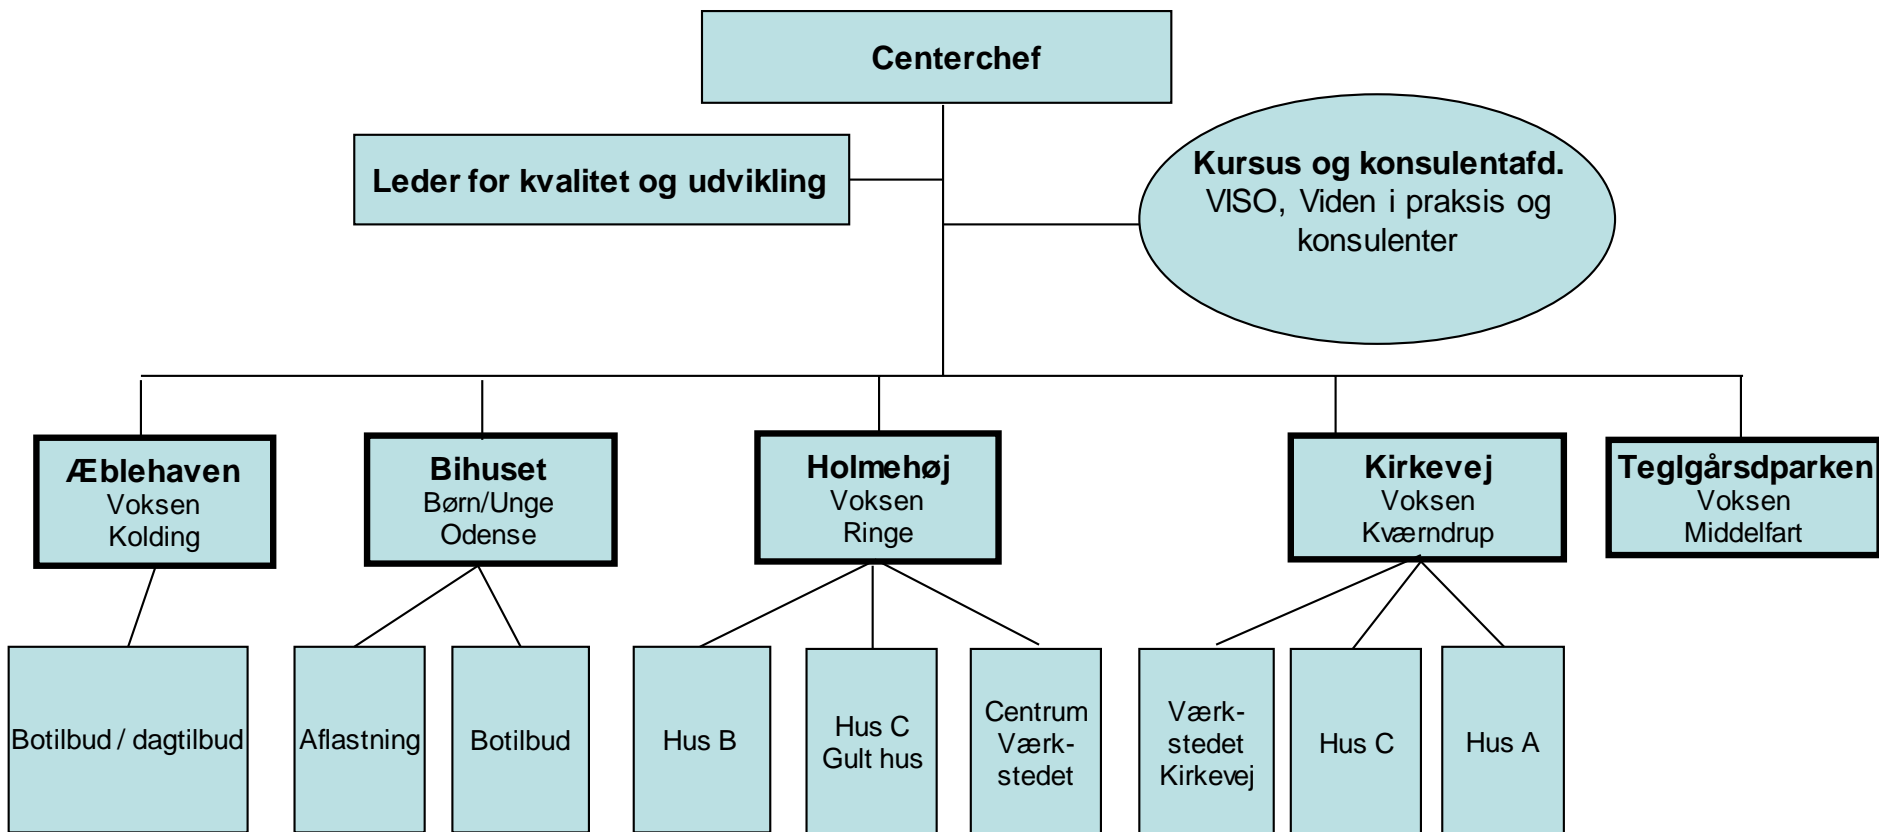 Centerchef
Leder for kvalitet og udvikling
Kursus og konsulentafd.
VISO, Viden i praksis og
konsulenter
Æblehaven
Voksen
Kolding
Bihuset
Børn/Unge
Odense
Holmehøj
Voksen
Ringe
Kirkevej
Voksen
Kværndrup
Teglgårsdparken
Voksen
Middelfart
Botilbud / dagtilbud
Aflastning
Botilbud
Hus B
Hus C
Gult hus
Centrum
Værk-
stedet
Værk-
stedet
Kirkevej
Hus C
Hus A